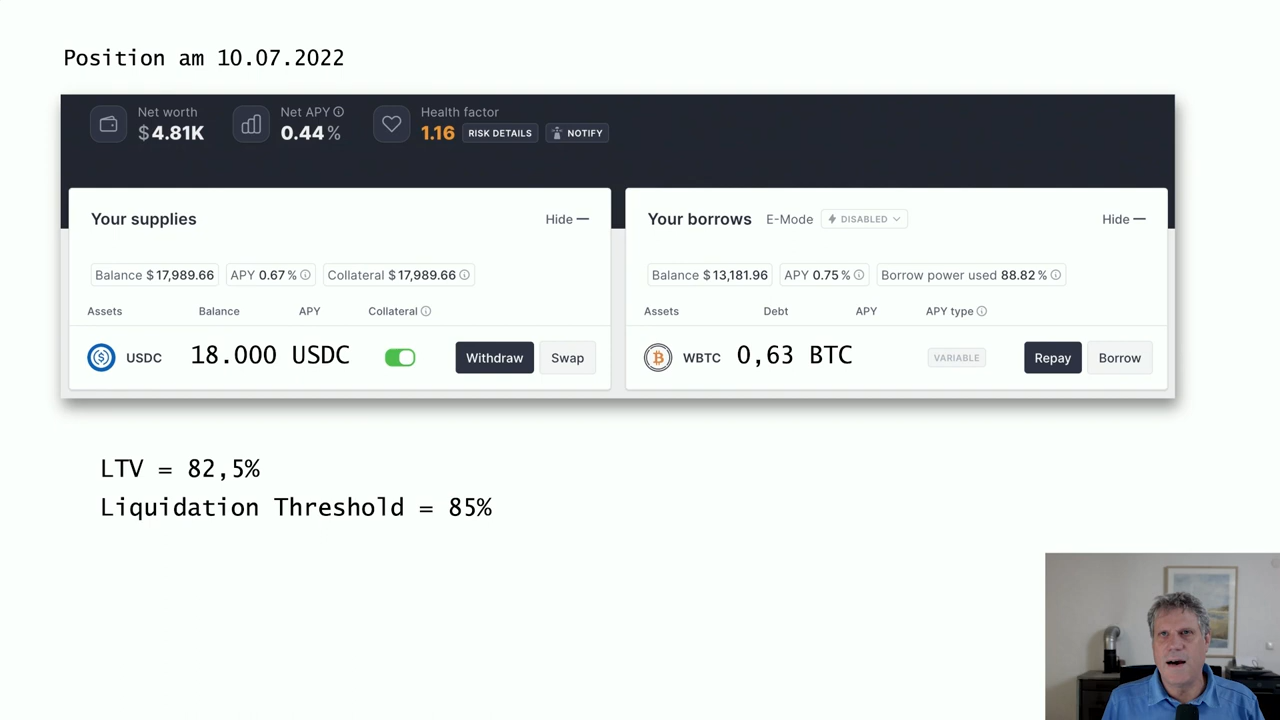 Position am 10.07.2022
Net worth
$4.81K
Net APY
0.44%
Health factor
1.16 RISK DETAILS NOTIFY
Your supplies
Hide
Balance $17,989.66 APY 0.67% Collateral $17,989.66
Assets Balance APY Collateral
USDC 18.000 USDC Withdraw Swap
Your borrows E-Mode DISABLED
Hide
Balance $13,181.96 APY 0.75% Borrow power used 88.82%
Assets Debt APY APY type
WBTC 0,63 BTC VARIABLE Repay Borrow
LTV = 82,5%
Liquidation Threshold = 85%